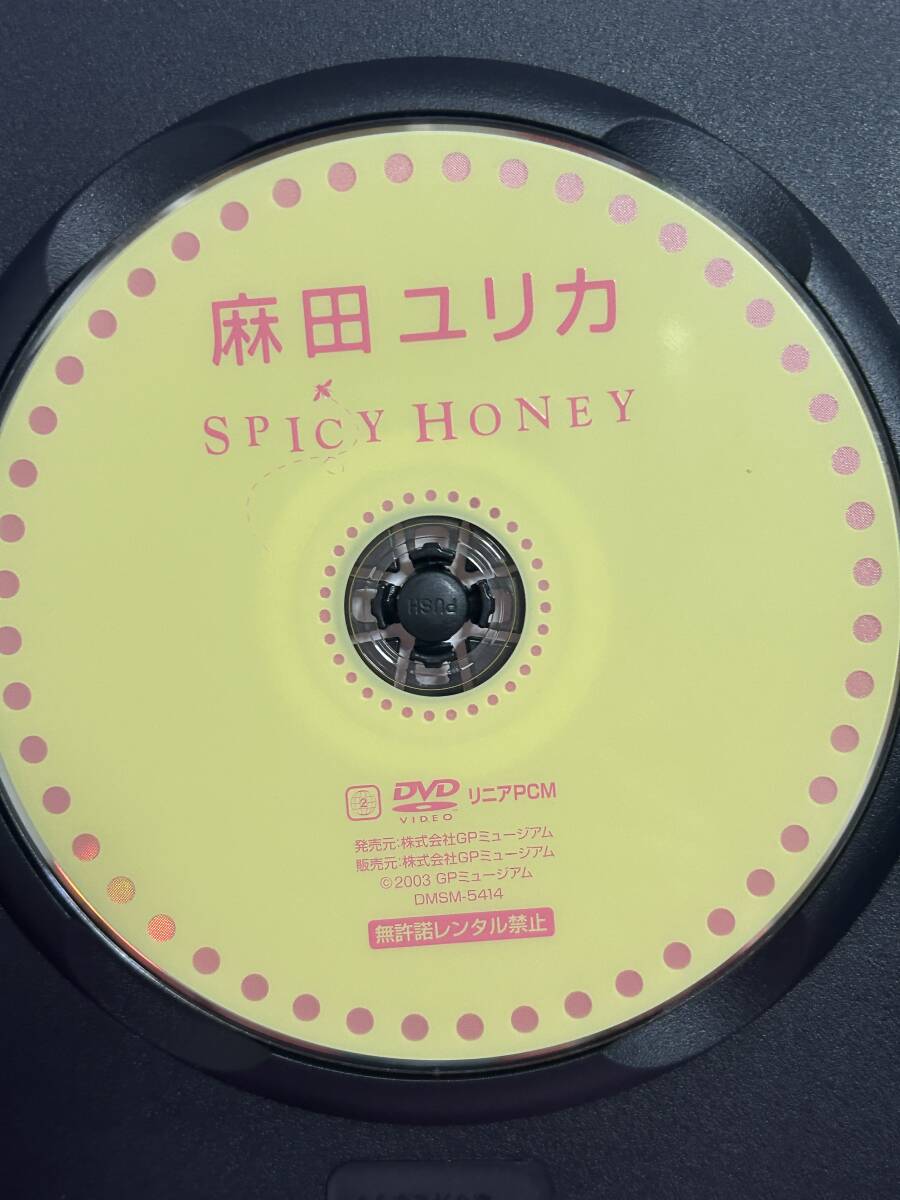 麻田ユリカ
SPICY HONEY
PUSH
2 DVD VIDEO リニアPCM
発売元:株式会社GPミュージアム
販売元:株式会社GPミュージアム
©2003 GPミュージアム
DMSM-5414
無許諾レンタル禁止